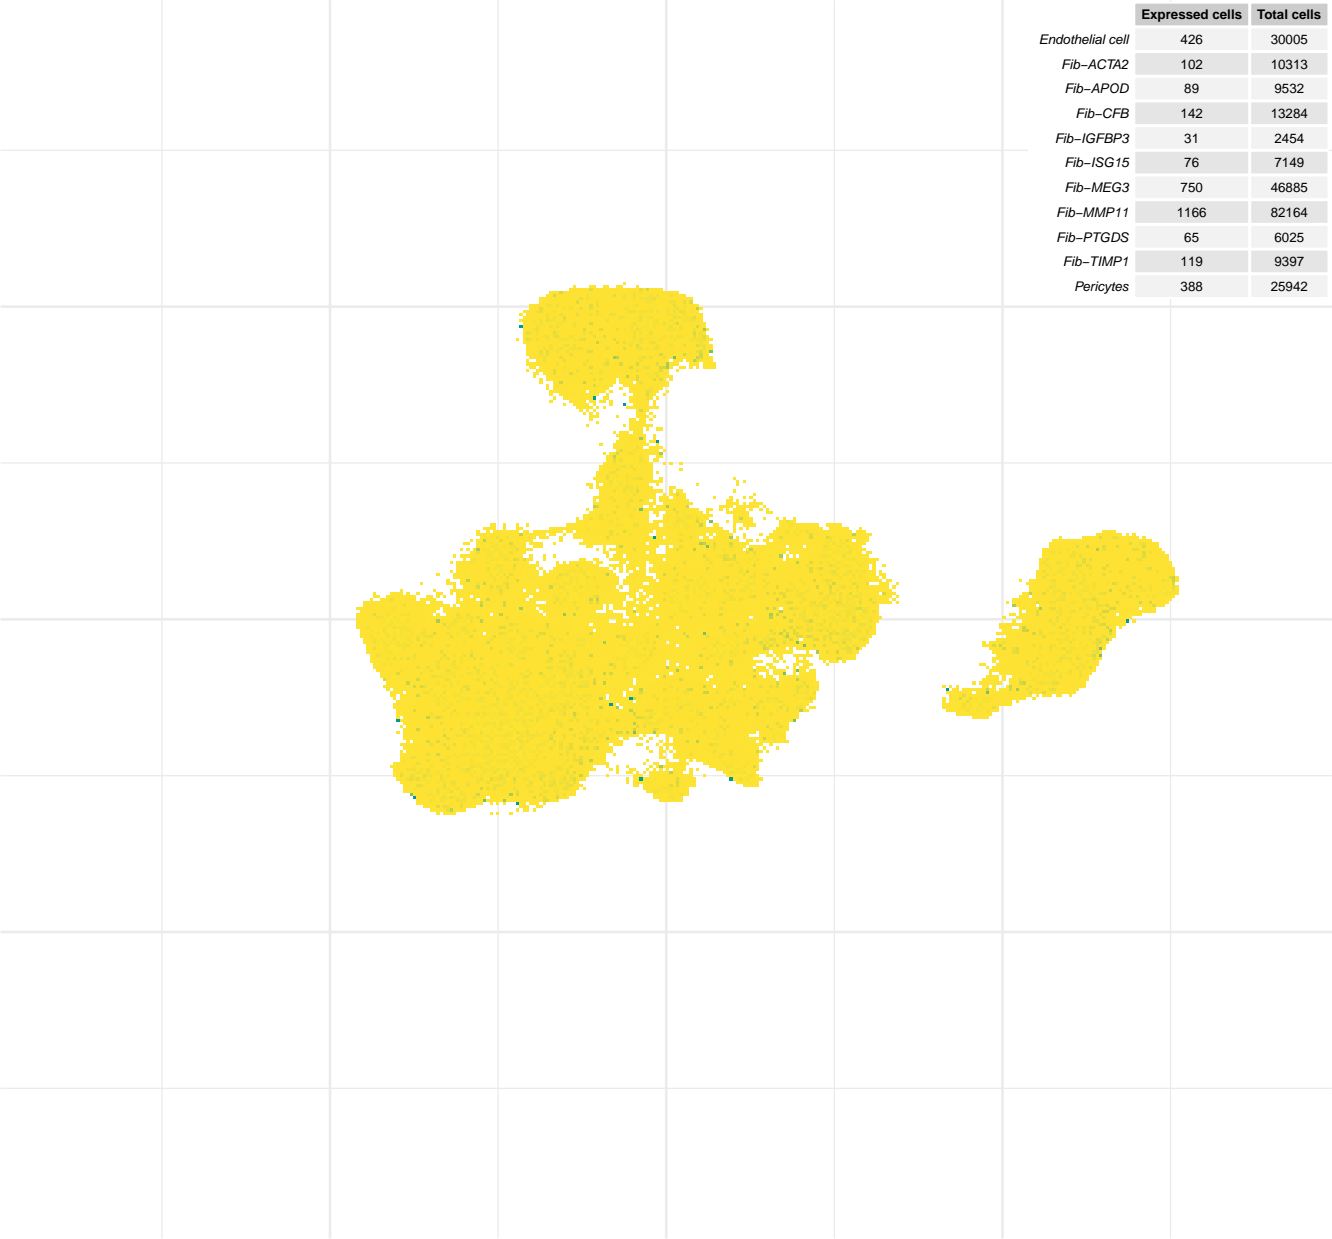 Expressed cells Total cells
Endothelial cell 426 30005
Fib−ACTA2 102 10313
Fib−APOD 89 9532
Fib−CFB 142 13284
Fib−IGFBP3 31 2454
Fib−ISG15 76 7149
Fib−MEG3 750 46885
Fib−MMP11 1166 82164
Fib−PTGDS 65 6025
Fib−TIMP1 119 9397
Pericytes 388 25942